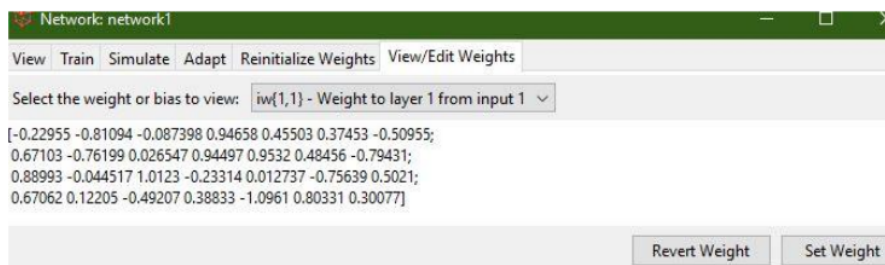 Network: network1
View Train Simulate Adapt Reinitialize Weights View/Edit Weights
Select the weight or bias to view: iw{1,1} - Weight to layer 1 from input 1
[-0.22955 -0.81094 -0.087398 0.94658 0.45503 0.37453 -0.50955;
0.67103 -0.76199 0.026547 0.94497 0.9532 0.48456 -0.79431;
0.88993 -0.044517 1.0123 -0.23314 0.012737 -0.75639 0.5021;
0.67062 0.12205 -0.49207 0.38833 -1.0961 0.80331 0.30077]
Revert Weight Set Weight